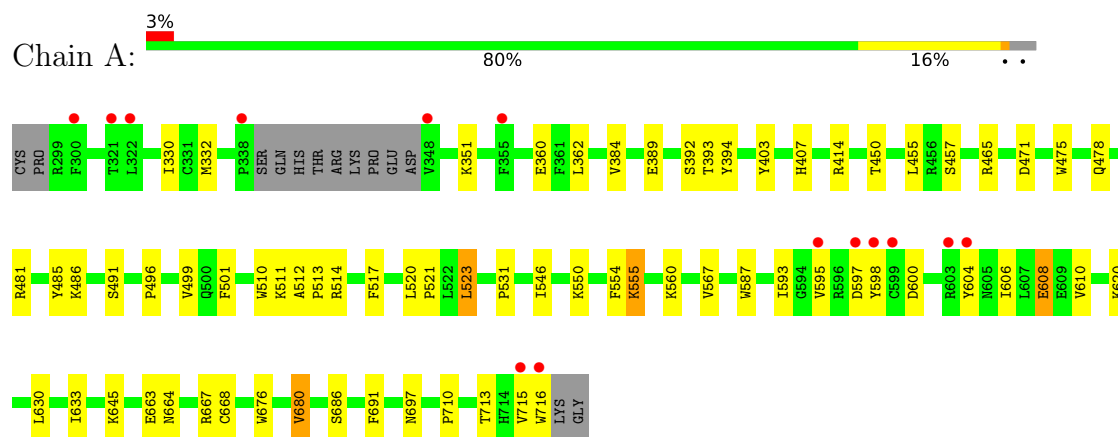 3%
Chain A:
80% 16% • •
CYS PRO R299 F300 T321 L322 I330 C331 M332 P338 SER GLN HIS THR ARG LYS PRO GLU ASP V348 K351 F355 E360 F361 L362 V384 E389 S392 T393 Y394 Y403 H407 R414 T450 L455 R456 S457 R465 D471 W475 Q478
R481 Y485 K486 S491 P496 V499 Q500 F501 W510 K511 A512 P513 R514 F517 L520 P521 L522 L523 P531 I546 K550 F554 K555 K560 V567 W587 I593 G594 V595 R596 D597 Y598 C599 D600 R603 Y604 N605 I606 L607 E608 E609 V610
L630 I633 K645 E663 N664 R667 C668 W676 V680 S686 F691 N697 P710 T713 H714 V715 W716 LYS GLY